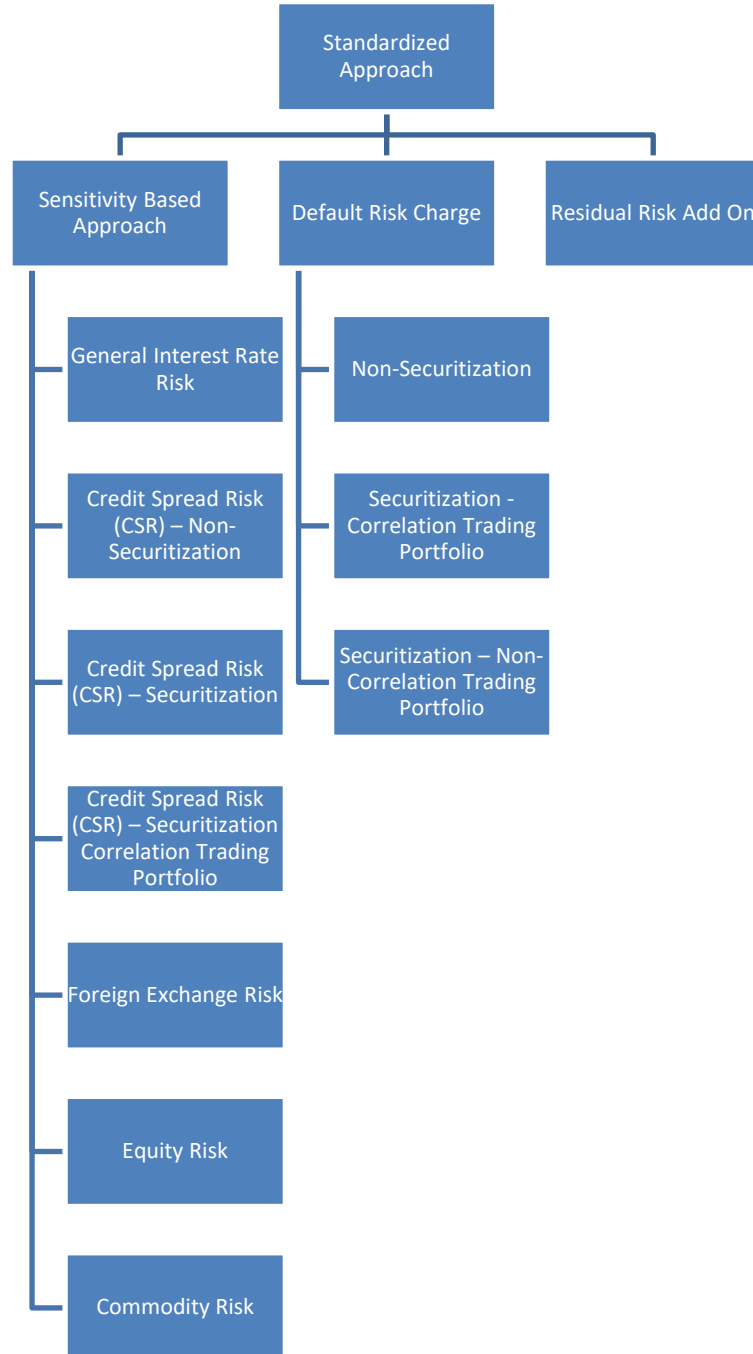 Standardized
Approach
Sensitivity Based
Approach
Default Risk Charge
Residual Risk Add On
General Interest Rate
Risk
Non-Securitization
Credit Spread Risk
(CSR) – Non-
Securitization
Securitization -
Correlation Trading
Portfolio
Credit Spread Risk
(CSR) – Securitization
Securitization – Non-
Correlation Trading
Portfolio
Credit Spread Risk
(CSR) – Securitization
Correlation Trading
Portfolio
Foreign Exchange Risk
Equity Risk
Commodity Risk